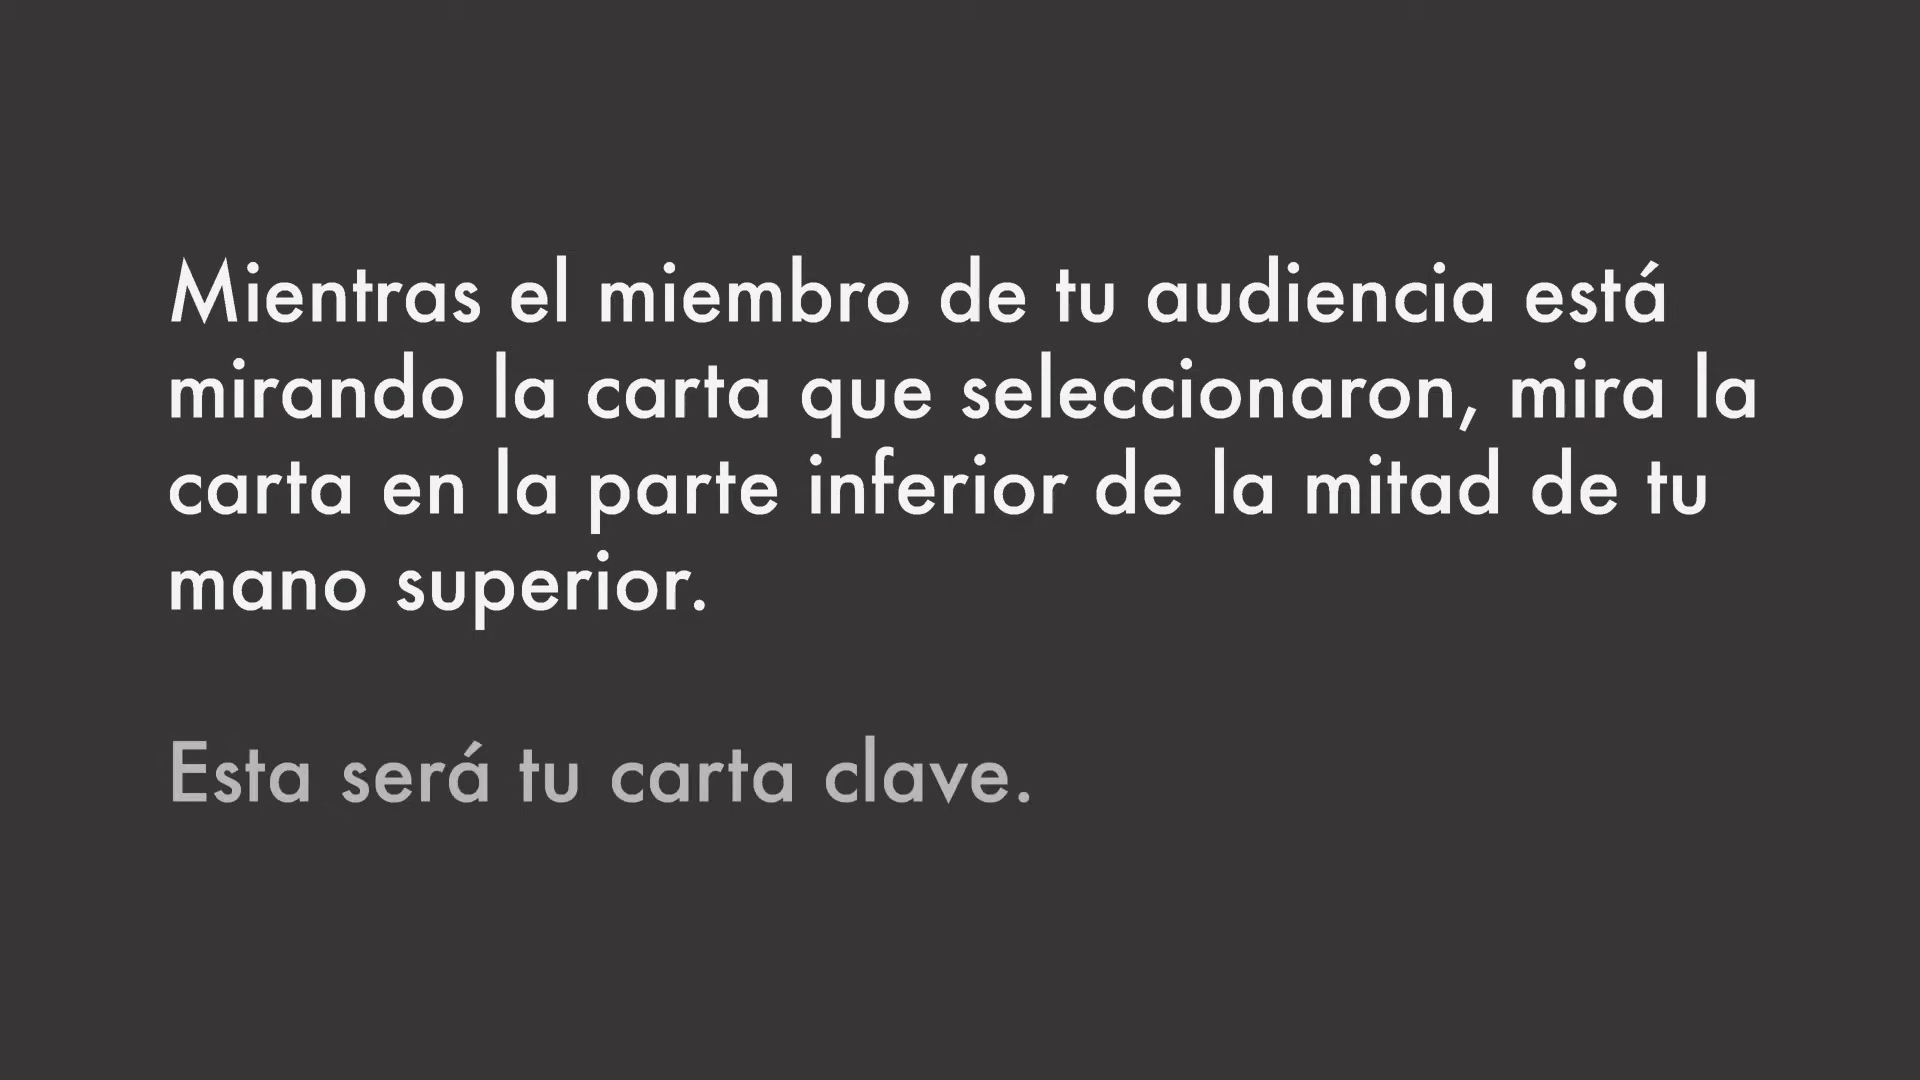 Mientras el miembro de tu audiencia está
mirando la carta que seleccionaron, mira la
carta en la parte inferior de la mitad de tu
mano superior.
Esta será tu carta clave.